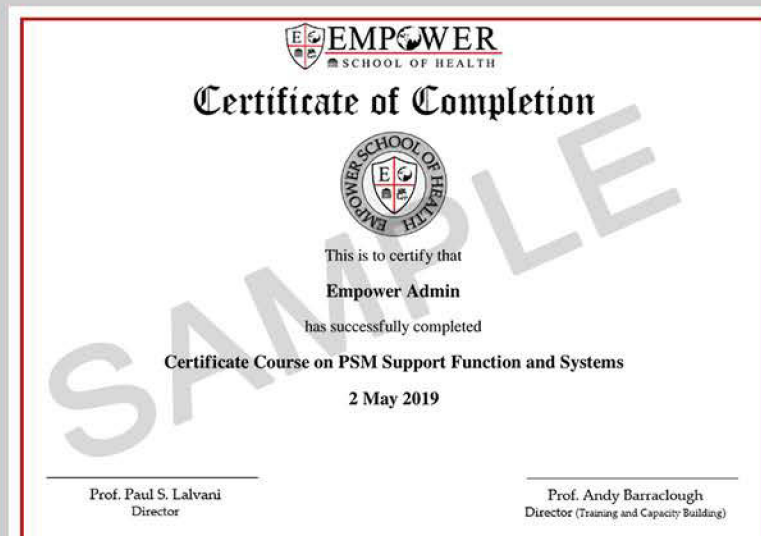 E
EMPOWER
SCHOOL OF HEALTH
Certificate of Completion
EMPOWER SCHOOL OF HEALTH
E
This is to certify that
Empower Admin
has successfully completed
Certificate Course on PSM Support Function and Systems
2 May 2019
SAMPLE
Prof. Paul S. Lalvani
Director
Prof. Andy Barraclough
Director (Training and Capacity Building)